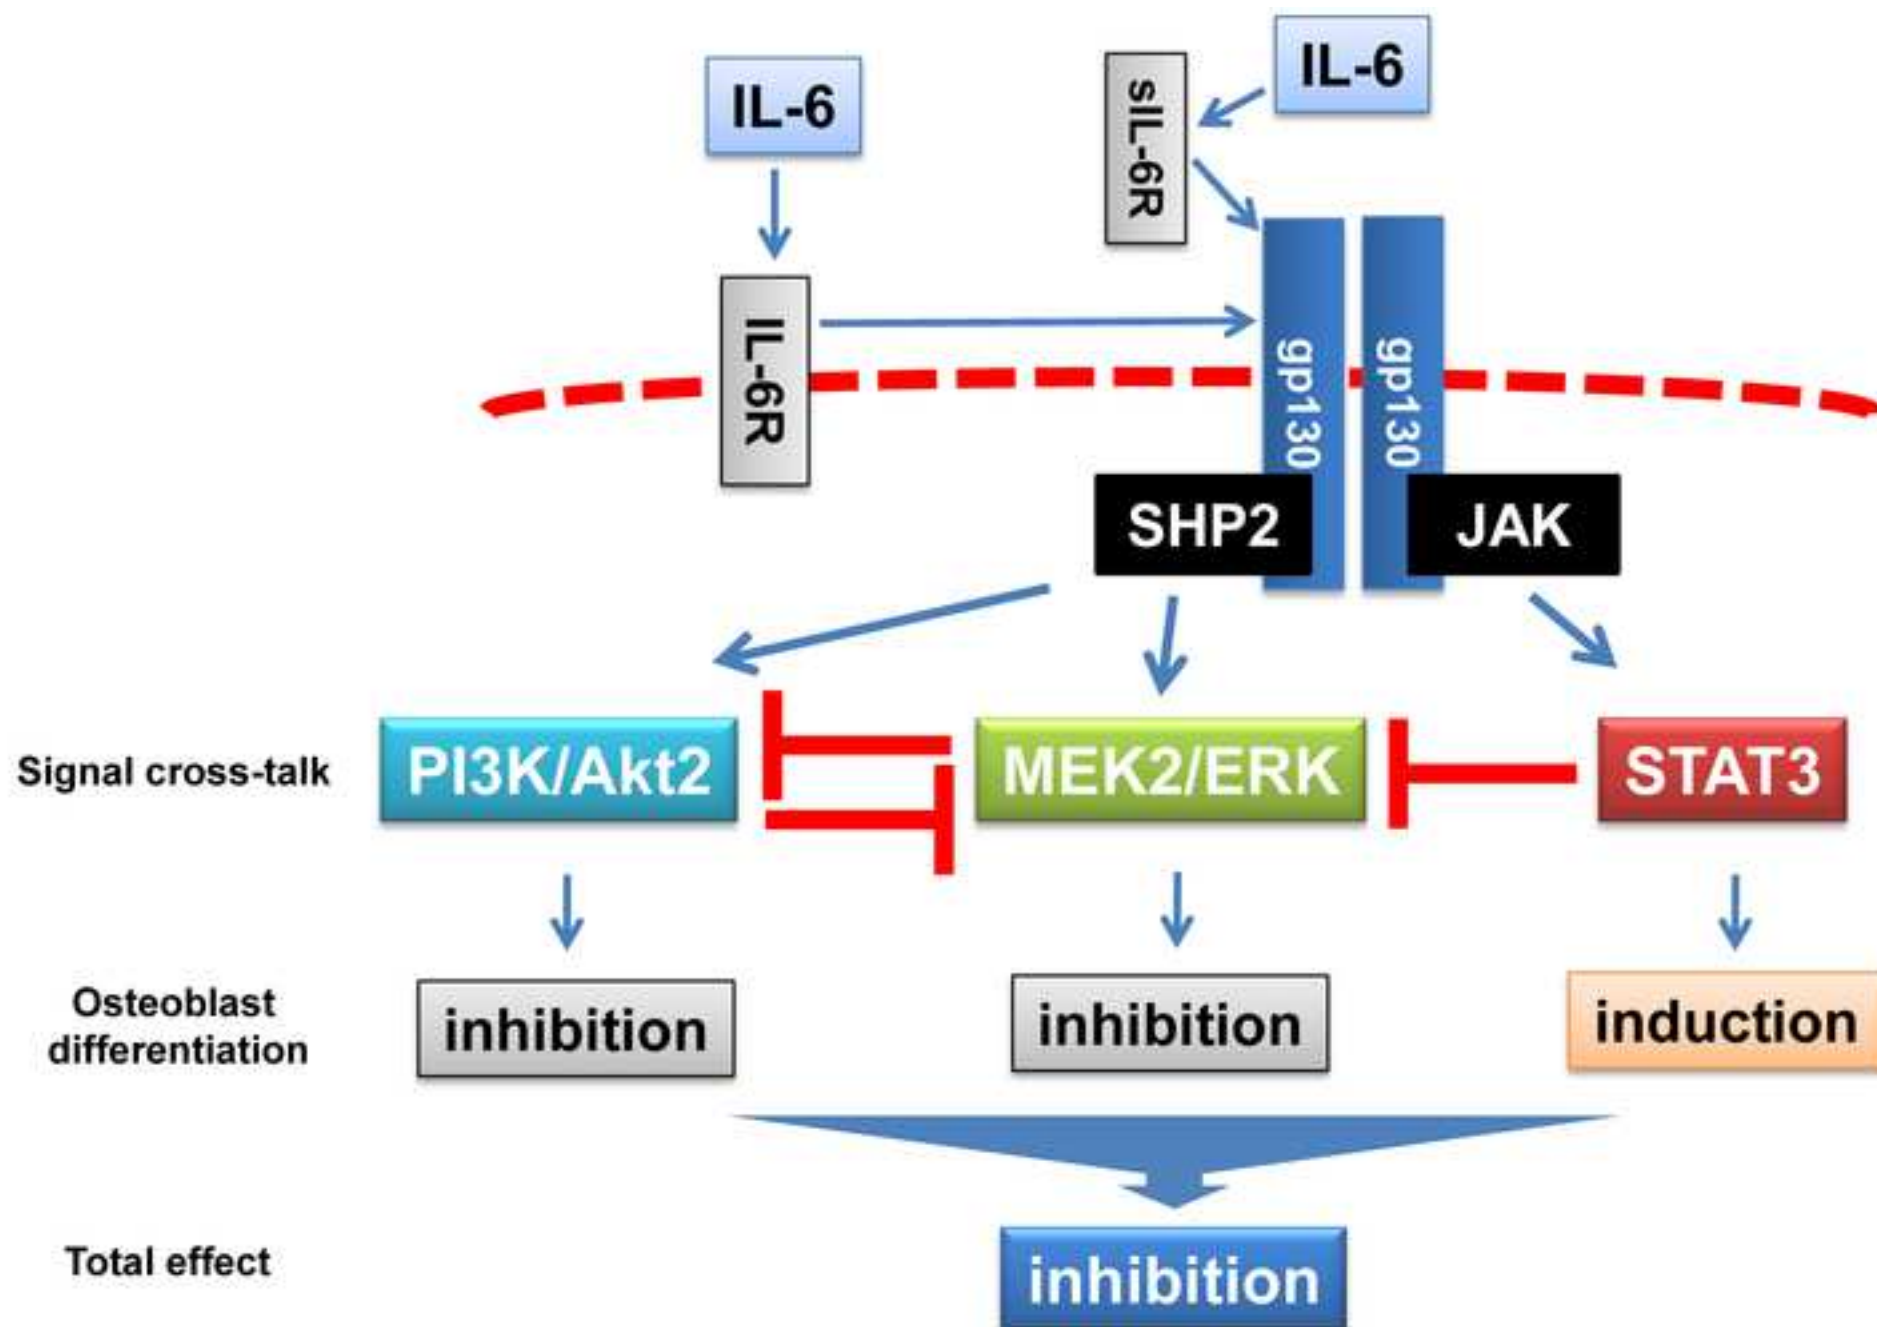 IL-6
IL-6
sIL-6R
IL-6R
gp130
gp130
SHP2
JAK
Signal cross-talk
PI3K/Akt2
MEK2/ERK
STAT3
Osteoblast
differentiation
inhibition
inhibition
induction
Total effect
inhibition